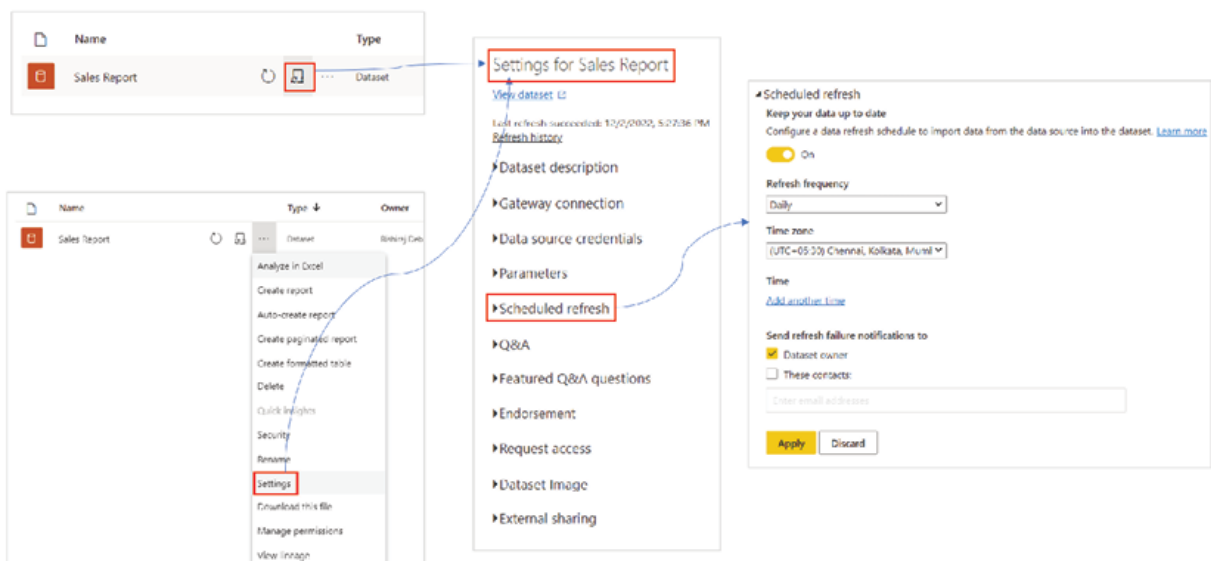 Name Type
Sales Report ... Dataset
Name Type ↓ Owner
Sales Report ... Dataset Bishiraj Deb
Analyze in Excel
Create report
Auto-create report
Create paginated report
Create formatted table
Delete
Quick insights
Security
Rename
Settings
Download this file
Manage permissions
View lineage
Settings for Sales Report
View dataset
Last refresh succeeded: 12/2/2022, 5:27:36 PM
Refresh history
Dataset description
Gateway connection
Data source credentials
Parameters
Scheduled refresh
Q&A
Featured Q&A questions
Endorsement
Request access
Dataset Image
External sharing
Scheduled refresh
Keep your data up to date
Configure a data refresh schedule to import data from the data source into the dataset. Learn more
On
Refresh frequency
Daily
Time zone
(UTC+05:30) Chennai, Kolkata, Muml
Time
Add another time
Send refresh failure notifications to
Dataset owner
These contacts:
Enter email addresses
Apply Discard